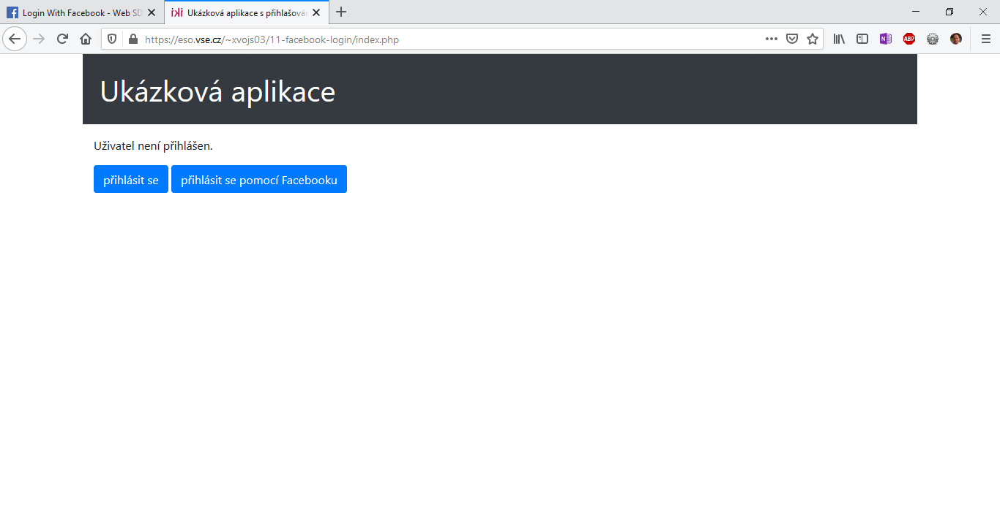 Login With Facebook - Web SD
Ukázková aplikace s přihlašován
https://eso.vse.cz/~xvojs03/11-facebook-login/index.php
N
ABP
Ukázková aplikace
Uživatel není přihlášen.
přihlásit se
přihlásit se pomocí Facebooku